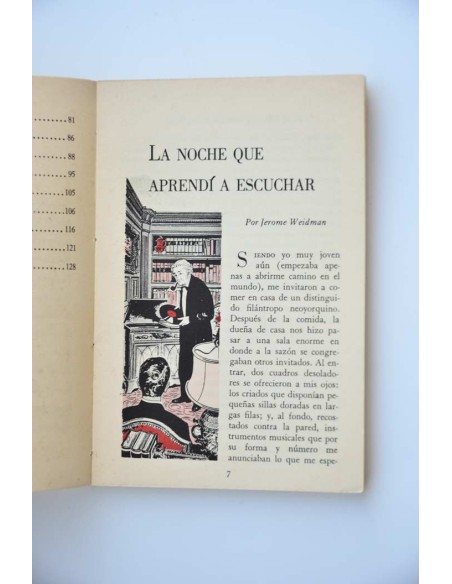 ..........81
..........86
..........88
..........95
..........105
..........106
..........116
..........121
..........128
LA NOCHE QUE
APRENDÍ A ESCUCHAR
Por Jerome Weidman
SIENDO yo muy joven
aún (empezaba ape-
nas a abrirme camino en el
mundo), me invitaron a co-
mer en casa de un distingui-
do filántropo neoyorquino.
Después de la comida, la
dueña de casa nos hizo pa-
sar a una sala enorme en
donde a la sazón se congre-
gaban otros invitados. Al en-
trar, dos cuadros desolado-
res se ofrecieron a mis ojos:
los criados que disponían pe-
queñas sillas doradas en lar-
gas filas; y, al fondo, recos-
tados contra la pared, ins-
trumentos musicales que por
su forma y número me
anunciaban lo que me espe-
7